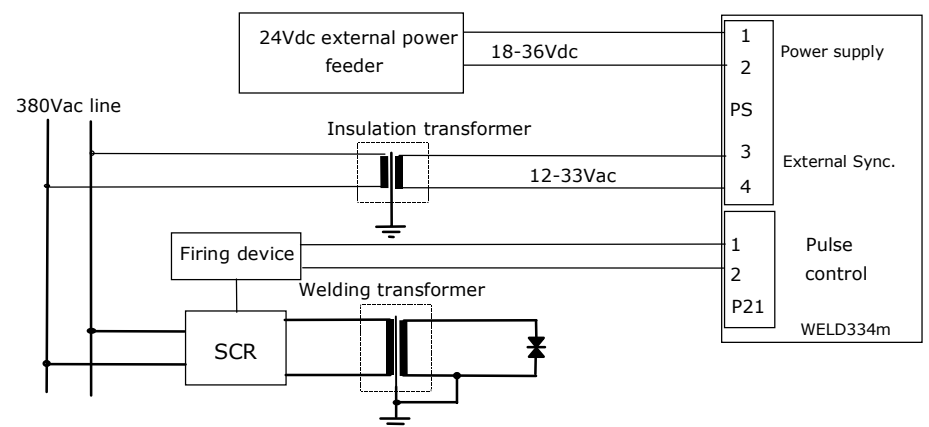 24Vdc external power
feeder
18-36Vdc
1
2
PS
3
4
Power supply
External Sync.
380Vac line
Insulation transformer
12-33Vac
Firing device
1
2
P21
Pulse
control
WELD334m
Welding transformer
SCR